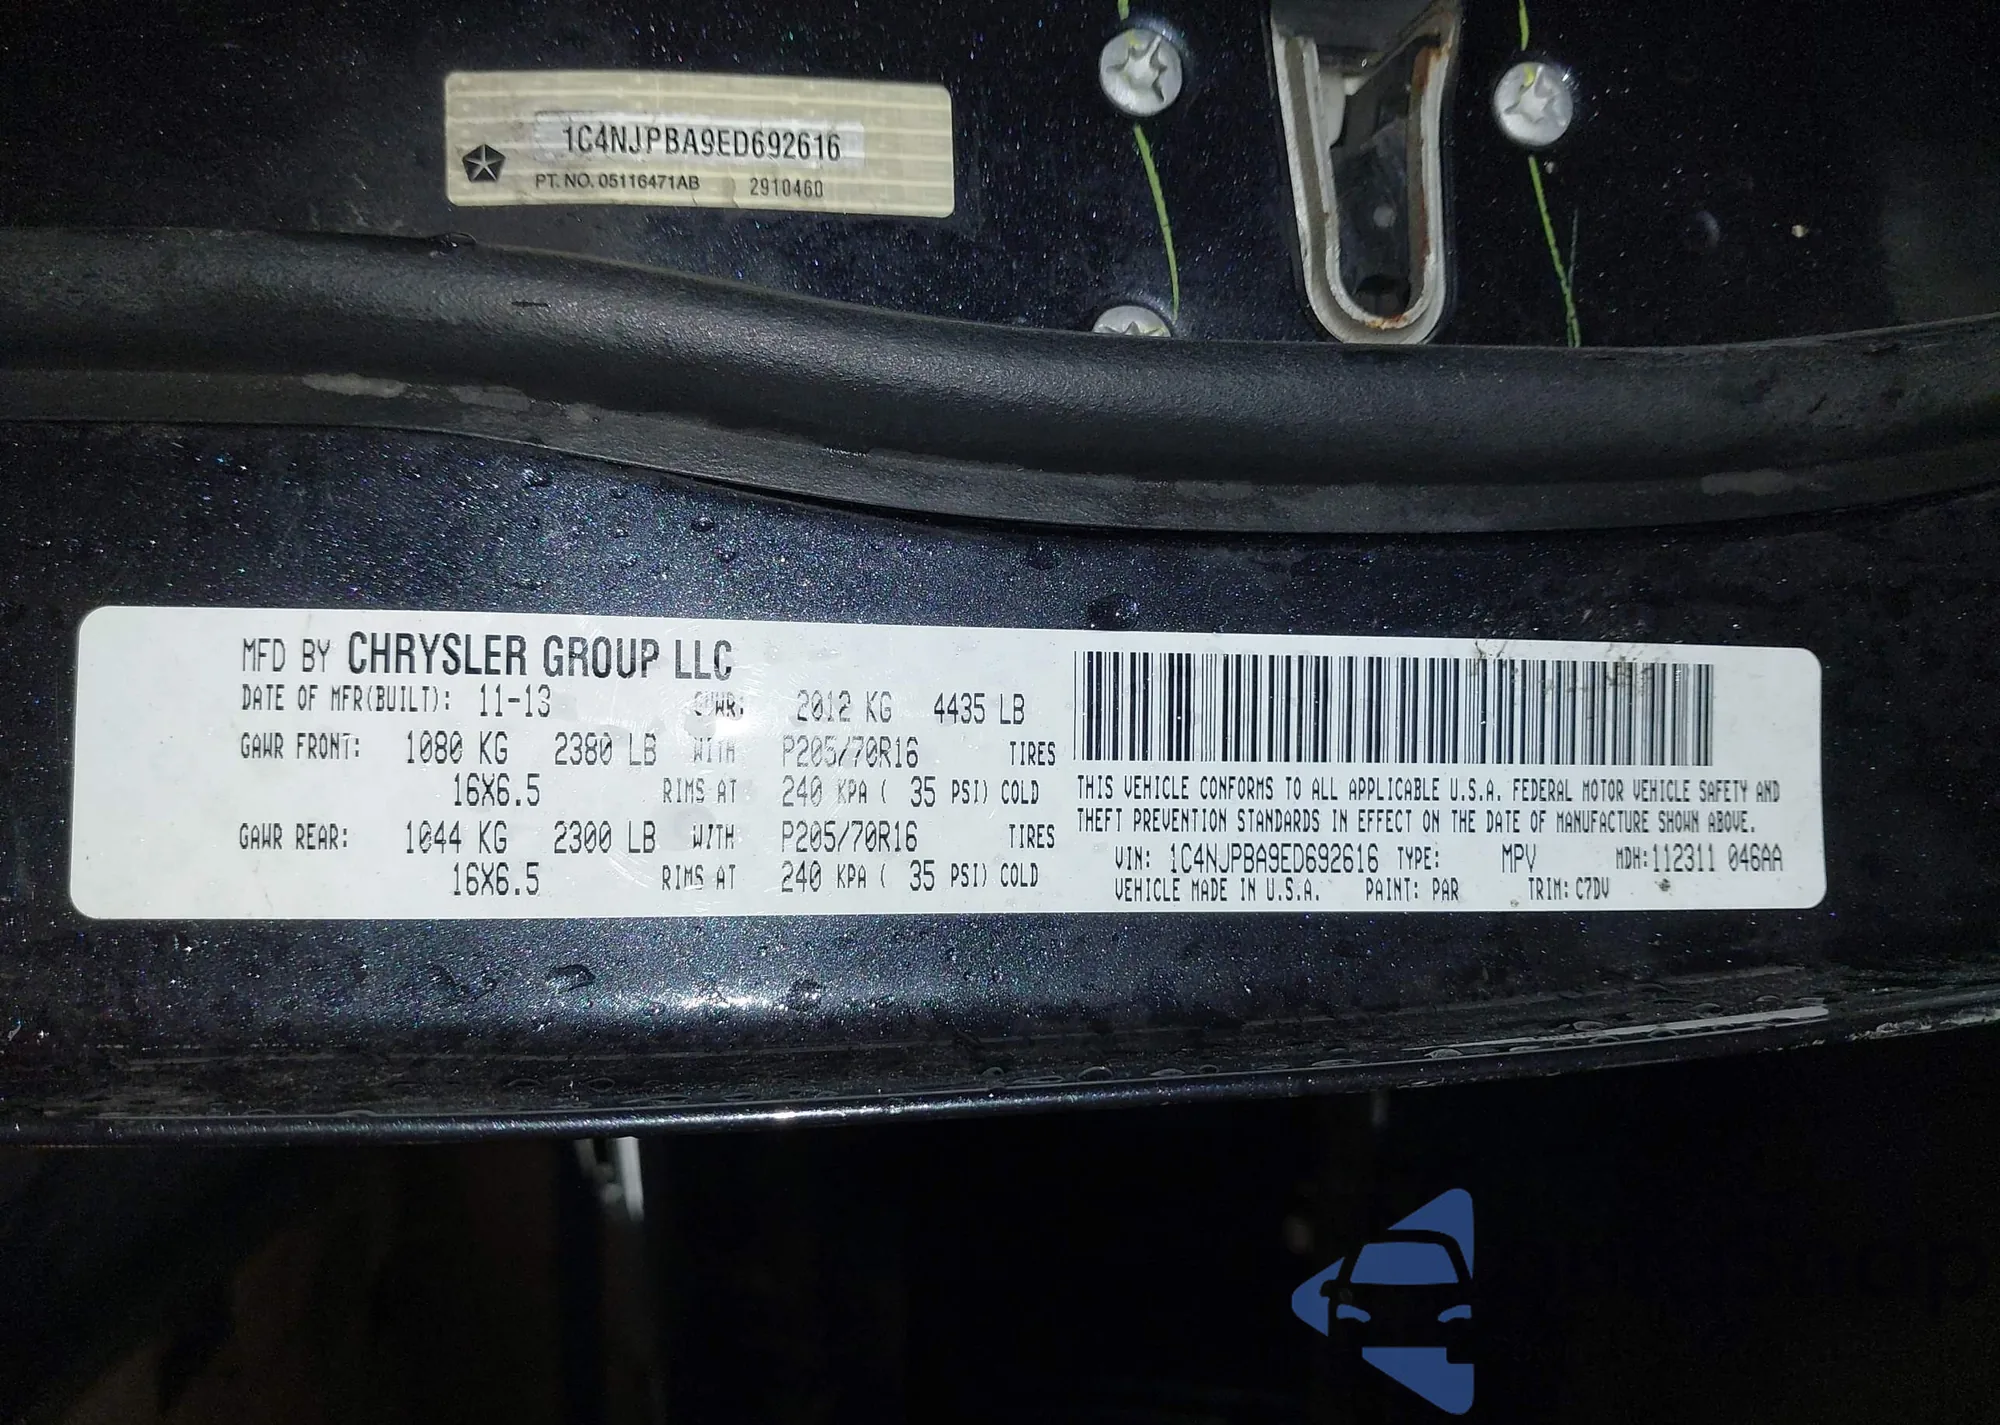 1C4NJPBA9ED692616
PT. NO. 05116471AB 2910460
MFD BY CHRYSLER GROUP LLC
DATE OF MFR(BUILT): 11-13 GVWR: 2012 KG 4435 LB
GAWR FRONT: 1080 KG 2380 LB WITH P205/70R16 TIRES
16X6.5 RIMS AT 240 KPA ( 35 PSI) COLD
GAWR REAR: 1044 KG 2300 LB WITH P205/70R16 TIRES
16X6.5 RIMS AT 240 KPA ( 35 PSI) COLD
THIS VEHICLE CONFORMS TO ALL APPLICABLE U.S.A. FEDERAL MOTOR VEHICLE SAFETY AND
THEFT PREVENTION STANDARDS IN EFFECT ON THE DATE OF MANUFACTURE SHOWN ABOVE.
VIN: 1C4NJPBA9ED692616 TYPE: MPV MDH:112311 046AA
VEHICLE MADE IN U.S.A. PAINT: PAR TRIM: C7DV